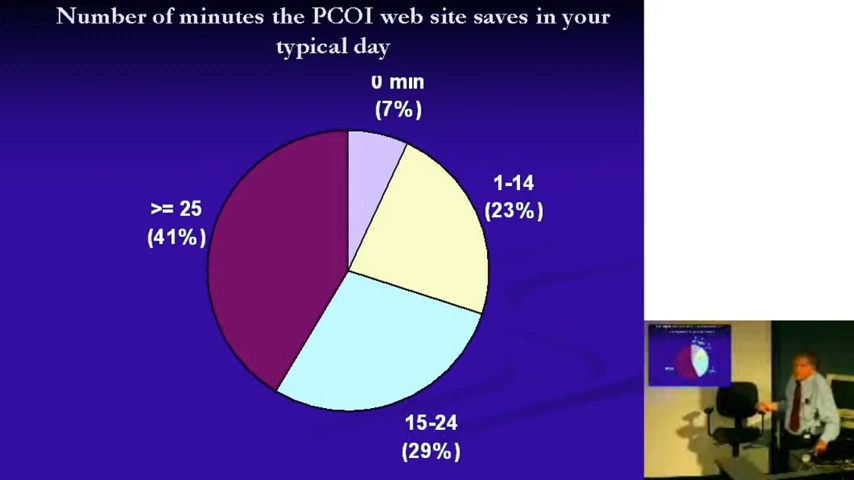 Number of minutes the PCOI web site saves in your
typical day
0 min
(7%)
1-14
(23%)
>= 25
(41%)
15-24
(29%)